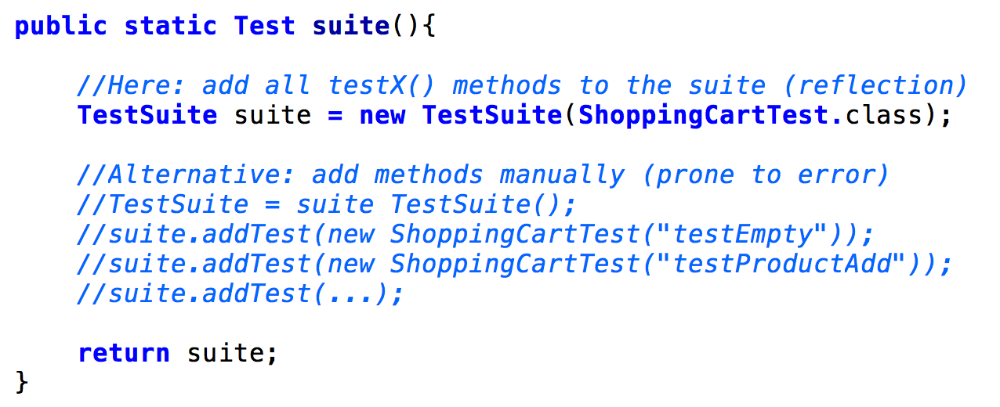 public static Test suite(){
//Here: add all testX() methods to the suite (reflection)
TestSuite suite = new TestSuite(ShoppingCartTest.class);
//Alternative: add methods manually (prone to error)
//TestSuite = suite TestSuite();
//suite.addTest(new ShoppingCartTest("testEmpty"));
//suite.addTest(new ShoppingCartTest("testProductAdd"));
//suite.addTest(...);
return suite;
}